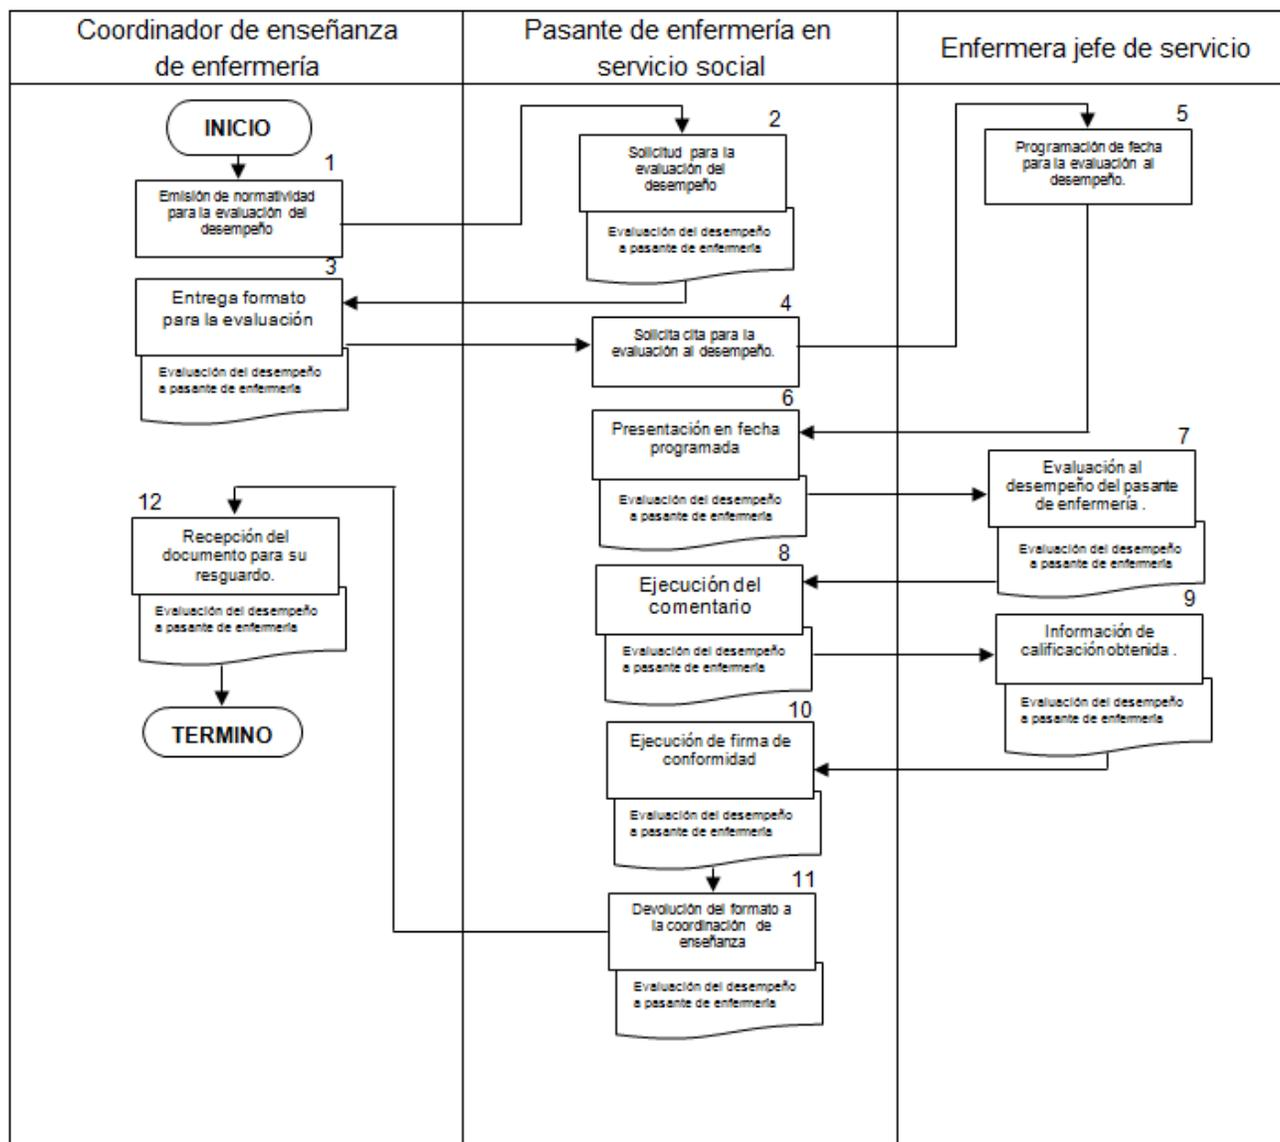 Coordinador de enseñanza
de enfermería
Pasante de enfermería en
servicio social
Enfermera jefe de servicio
INICIO
1
Emisión de normatividad
para la evaluación del
desempeño
2
Solicitud para la
evaluación del
desempeño
Evaluación del desempeño
a pasante de enfermería
3
Entrega formato
para la evaluación
Evaluación del desempeño
a pasante de enfermería
4
Solicita cita para la
evaluación al desempeño.
5
Programación de fecha
para la evaluación al
desempeño.
6
Presentación en fecha
programada
Evaluación del desempeño
a pasante de enfermería
7
Evaluación al
desempeño del pasante
de enfermería .
Evaluación del desempeño
a pasante de enfermería
8
Ejecución del
comentario
Evaluación del desempeño
a pasante de enfermería
9
Información de
calificación obtenida .
Evaluación del desempeño
a pasante de enfermería
10
Ejecución de firma de
conformidad
Evaluación del desempeño
a pasante de enfermería
11
Devolución del formato a
la coordinación de
enseñanza
Evaluación del desempeño
a pasante de enfermería
12
Recepción del
documento para su
resguardo.
Evaluación del desempeño
a pasante de enfermería
TERMINO